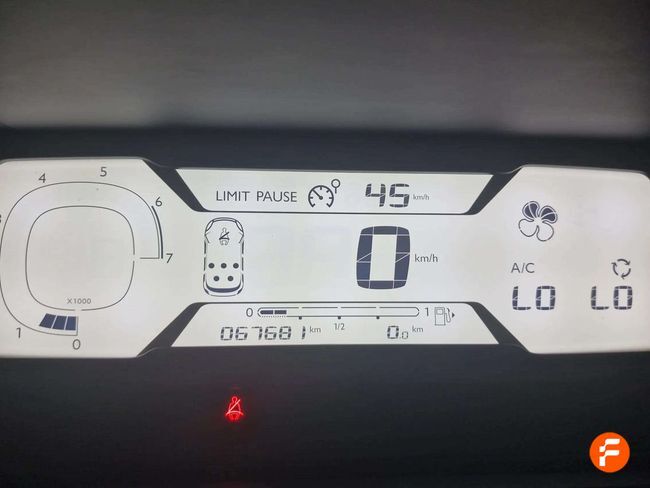 LIMIT PAUSE 45 km/h
4 5 6 7
X1000
1 0
0 km/h
A/C
LO LO
0 1/2 1
067681 km 0.0 km